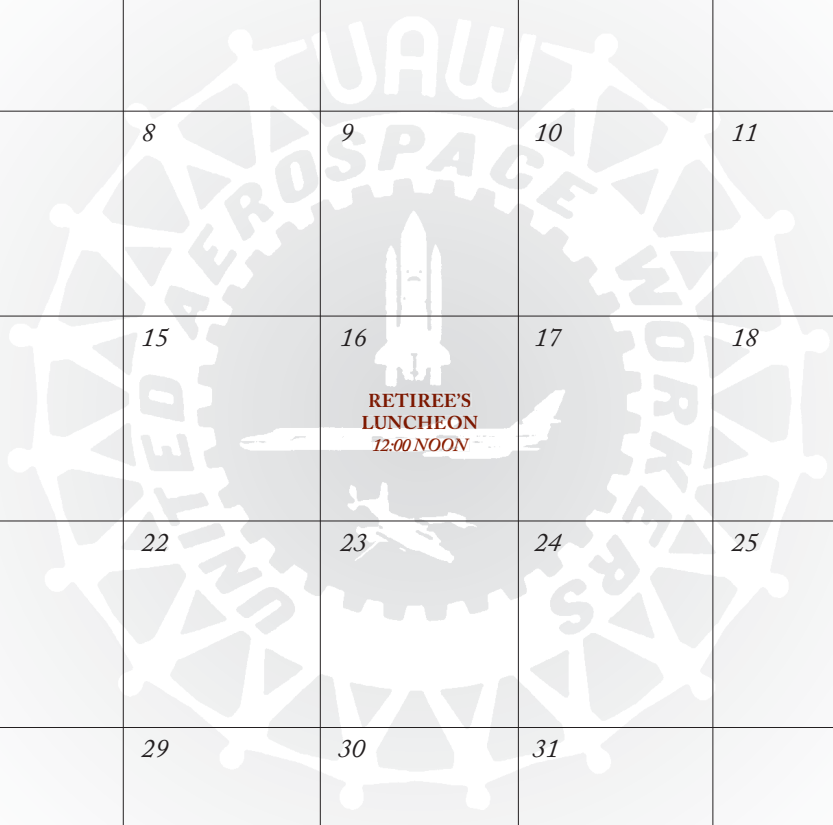 UAW
UNITED AEROSPACE WORKERS
8 9 10 11
15 16 17 18
RETIREE’S
LUNCHEON
12:00 NOON
22 23 24 25
29 30 31